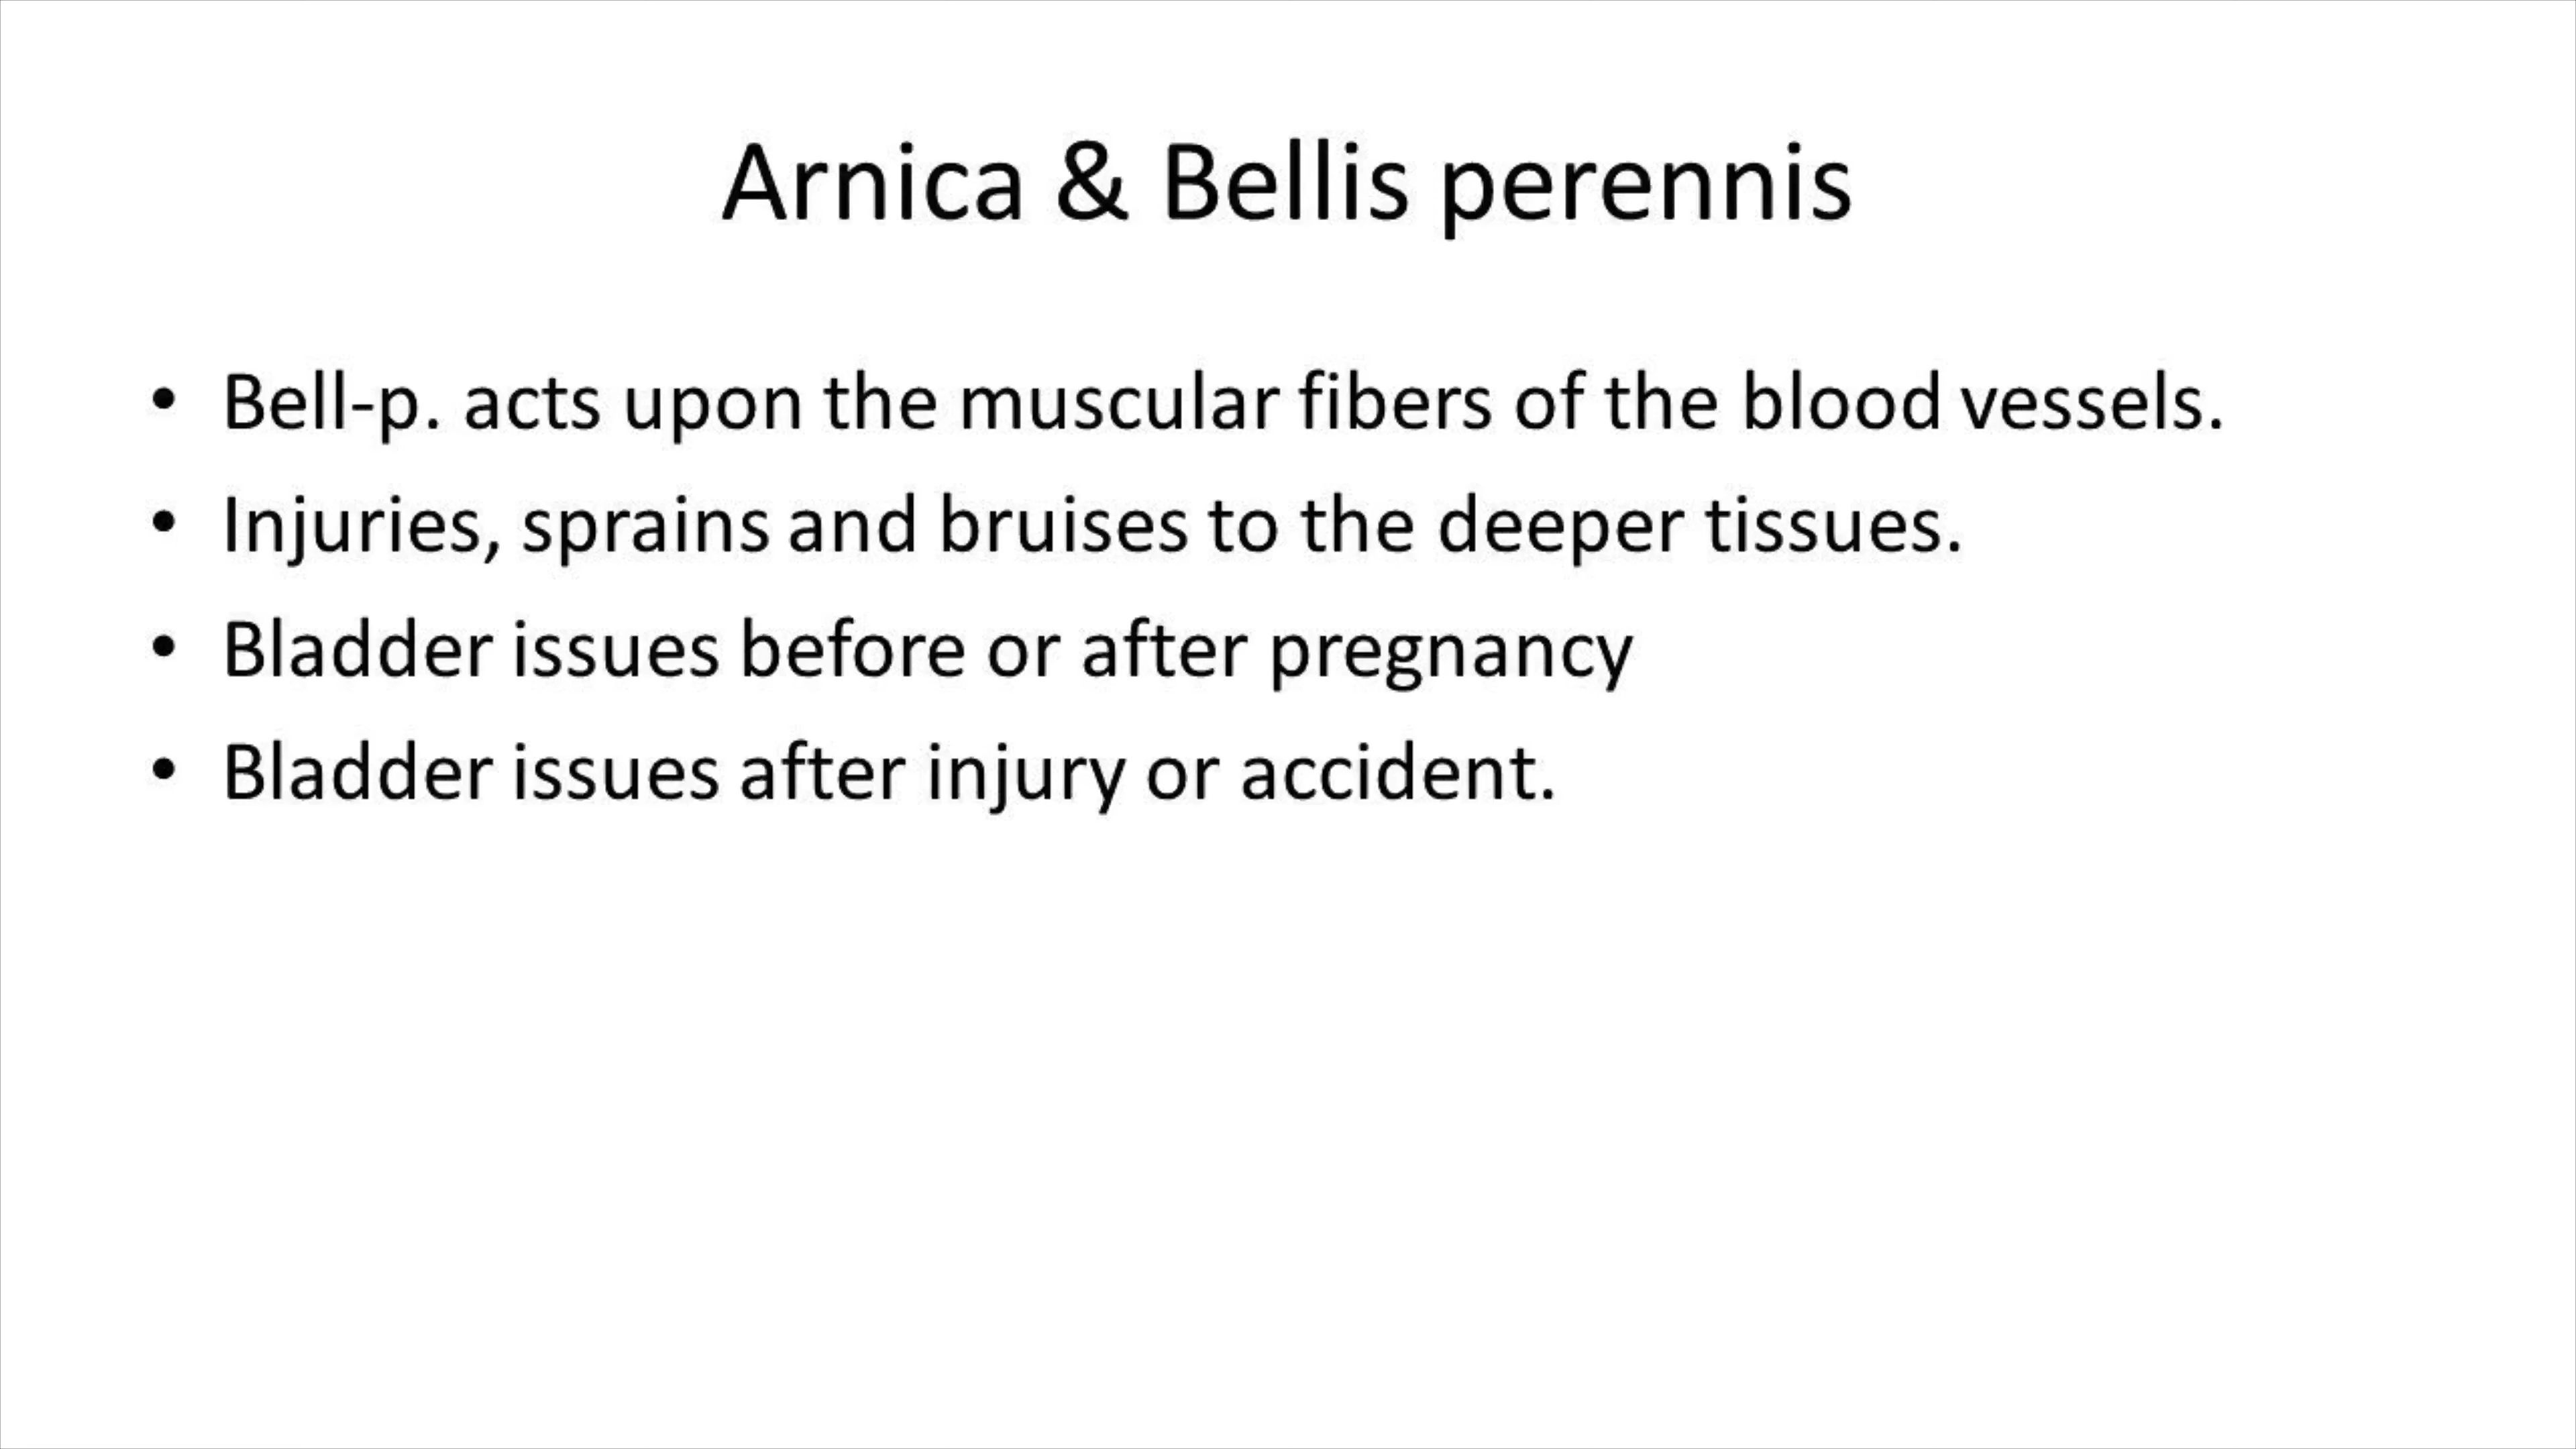 Arnica & Bellis perennis
• Bell-p. acts upon the muscular fibers of the blood vessels.
• Injuries, sprains and bruises to the deeper tissues.
• Bladder issues before or after pregnancy
• Bladder issues after injury or accident.